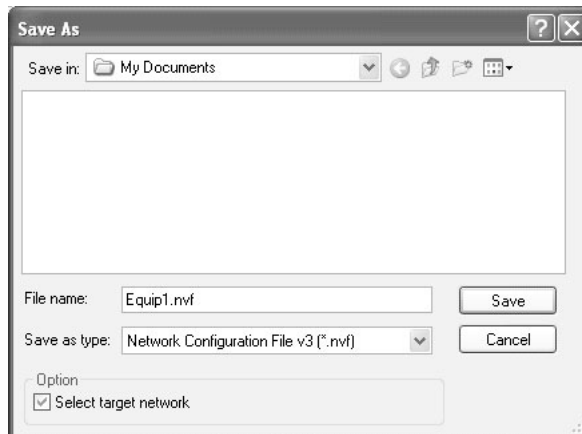 Save As
Save in: My Documents
File name: Equip1.nvf Save
Save as type: Network Configuration File v3 (*.nvf) Cancel
Option
Select target network